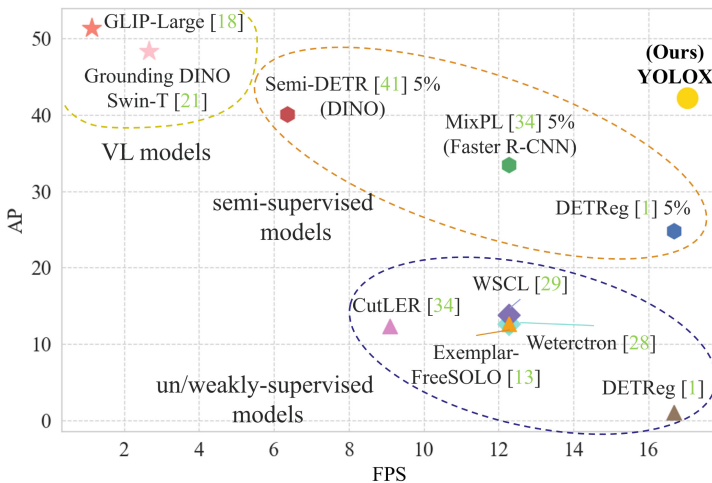 50
40
30
20
10
0
AP
GLIP-Large [18]
Grounding DINO
Swin-T [21]
VL models
Semi-DETR [41] 5%
(DINO)
(Ours)
YOLOX
MixPL [34] 5%
(Faster R-CNN)
semi-supervised
models
DETReg [1] 5%
WSCL [29]
CutLER [34]
Weterctron [28]
Exemplar-
FreeSOLO [13]
un/weakly-supervised
models
DETReg [1]
2 4 6 8 10 12 14 16
FPS